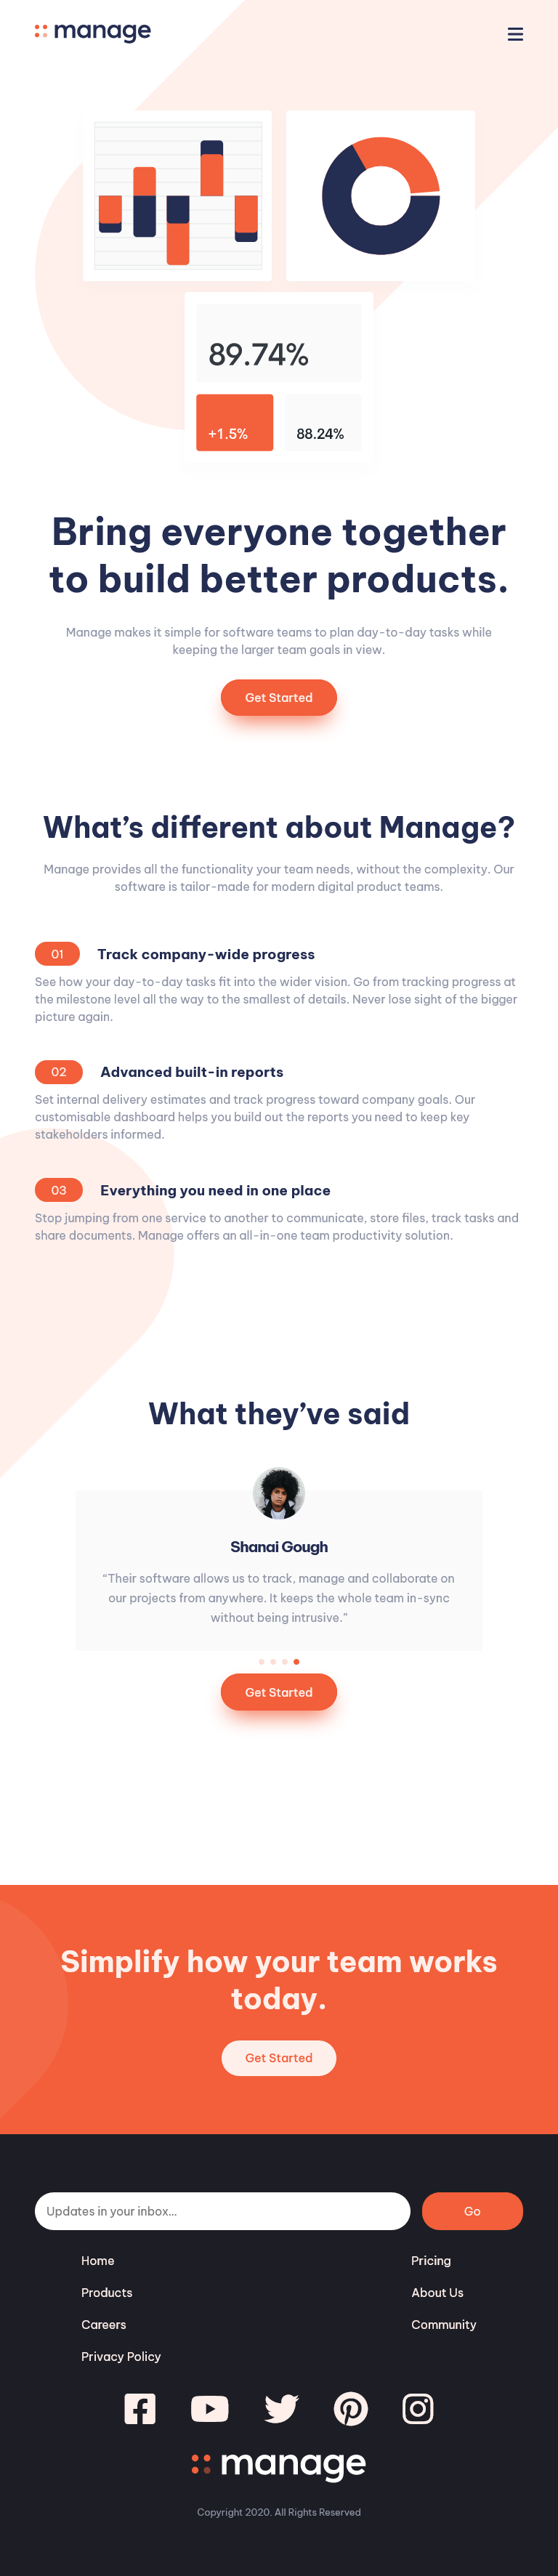 manage
89.74%
+1.5%
88.24%
Bring everyone together
to build better products.
Manage makes it simple for software teams to plan day-to-day tasks while
keeping the larger team goals in view.
Get Started
What’s different about Manage?
Manage provides all the functionality your team needs, without the complexity. Our
software is tailor-made for modern digital product teams.
01 Track company-wide progress
See how your day-to-day tasks fit into the wider vision. Go from tracking progress at
the milestone level all the way to the smallest of details. Never lose sight of the bigger
picture again.
02 Advanced built-in reports
Set internal delivery estimates and track progress toward company goals. Our
customisable dashboard helps you build out the reports you need to keep key
stakeholders informed.
03 Everything you need in one place
Stop jumping from one service to another to communicate, store files, track tasks and
share documents. Manage offers an all-in-one team productivity solution.
What they’ve said
Shanai Gough
“Their software allows us to track, manage and collaborate on
our projects from anywhere. It keeps the whole team in-sync
without being intrusive.”
Get Started
Simplify how your team works
today.
Get Started
Updates in your inbox...
Go
Home
Products
Careers
Privacy Policy
Pricing
About Us
Community
manage
Copyright 2020. All Rights Reserved